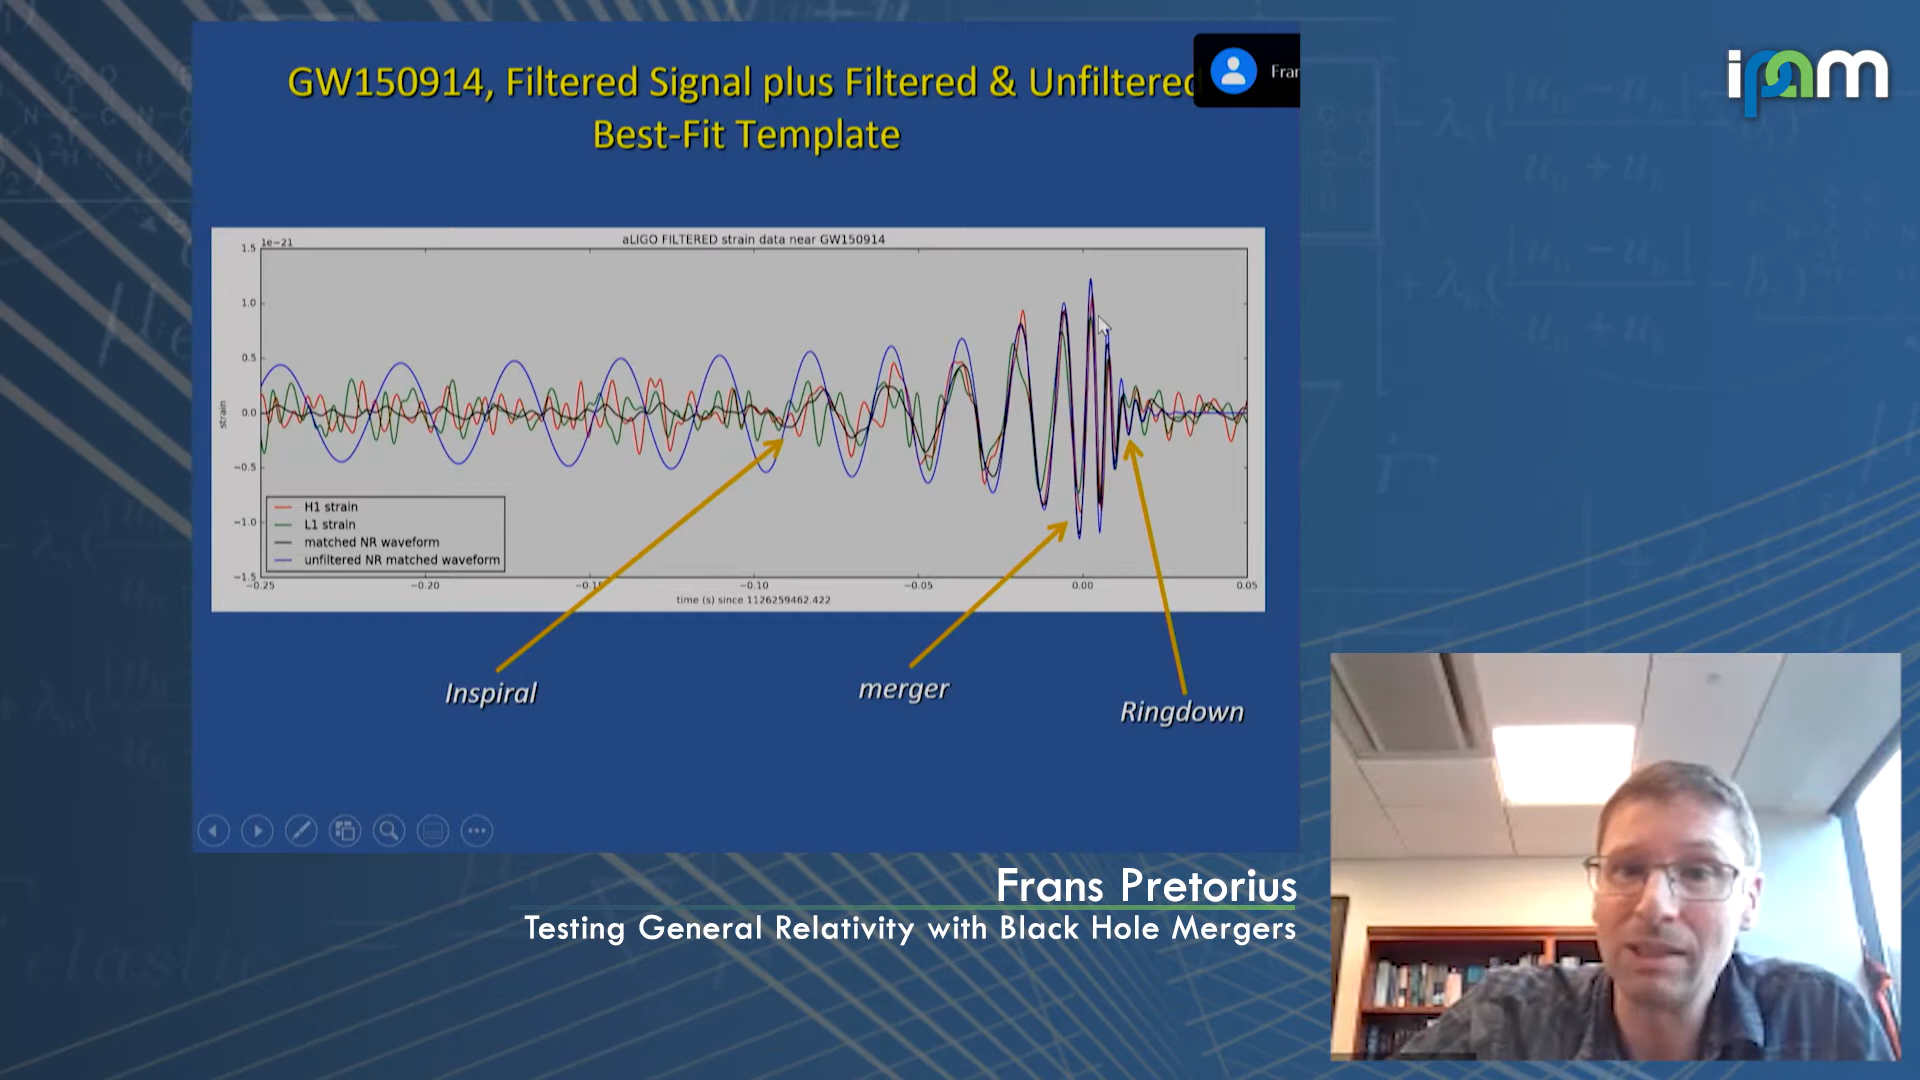 GW150914, Filtered Signal plus Filtered & Unfiltered
Best-Fit Template
Fran
ipam
aLIGO FILTERED strain data near GW150914
1e−21
1.5
1.0
0.5
0.0
−0.5
−1.0
−1.5
strain
H1 strain
L1 strain
matched NR waveform
unfiltered NR matched waveform
−0.25 −0.20 −0.15 −0.10 −0.05 0.00 0.05
time (s) since 1126259462.422
Inspiral
merger
Ringdown
Frans Pretorius
Testing General Relativity with Black Hole Mergers